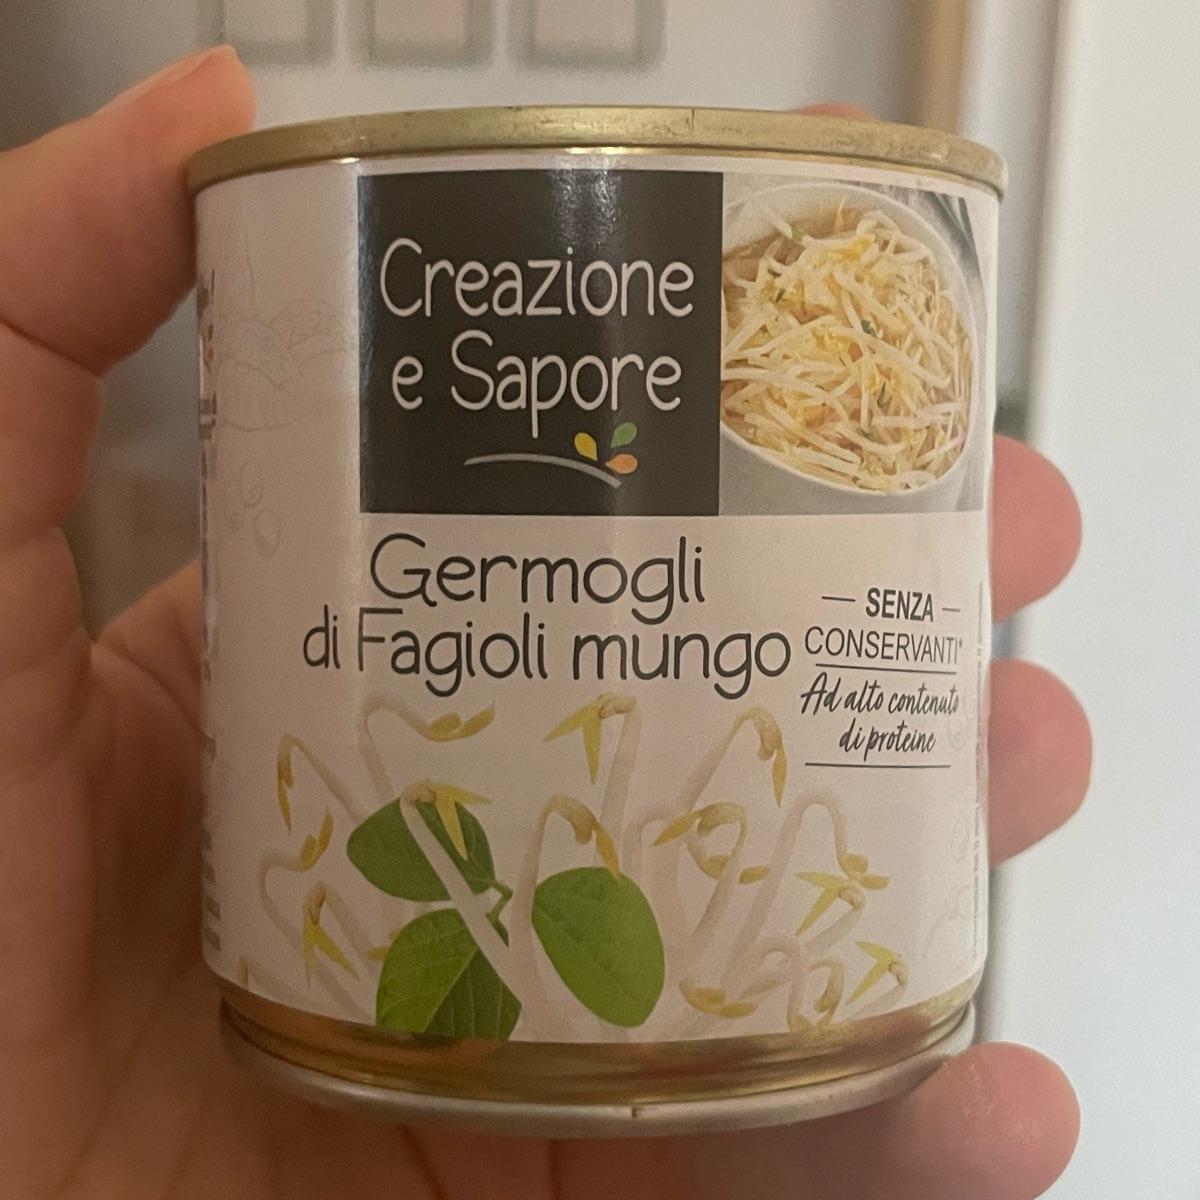 Creazione
e Sapore
Germogli
di Fagioli mungo
— SENZA —
CONSERVANTI*
Ad alto contenuto
di proteine